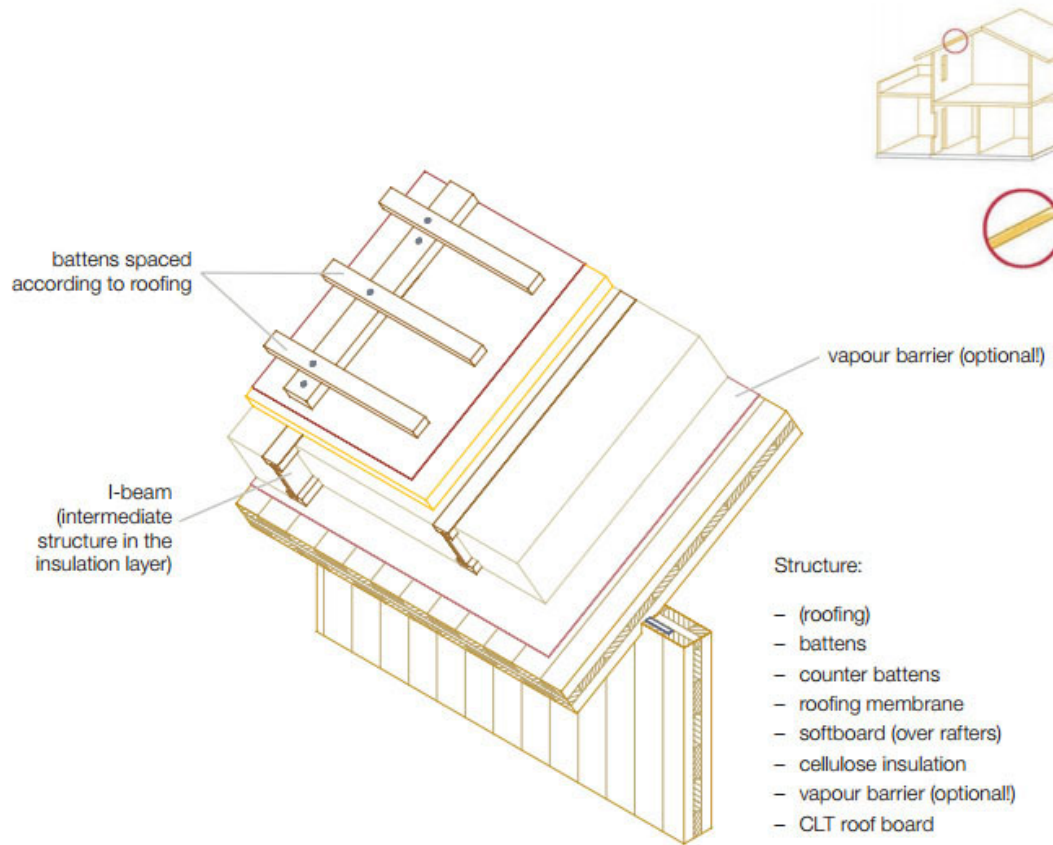 battens spaced
according to roofing
vapour barrier (optional!)
I-beam
(intermediate
structure in the
insulation layer)
Structure:
– (roofing)
– battens
– counter battens
– roofing membrane
– softboard (over rafters)
– cellulose insulation
– vapour barrier (optional!)
– CLT roof board